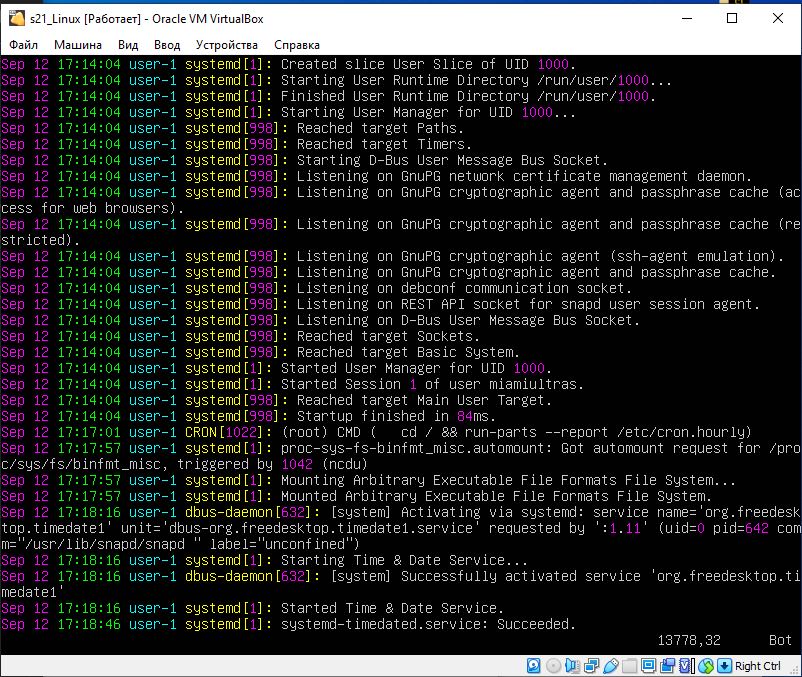 s21_Linux [Работает] - Oracle VM VirtualBox
Файл Машина Вид Ввод Устройства Справка
Sep 12 17:14:04 user-1 systemd[1]: Created slice User Slice of UID 1000.
Sep 12 17:14:04 user-1 systemd[1]: Starting User Runtime Directory /run/user/1000...
Sep 12 17:14:04 user-1 systemd[1]: Finished User Runtime Directory /run/user/1000.
Sep 12 17:14:04 user-1 systemd[1]: Starting User Manager for UID 1000...
Sep 12 17:14:04 user-1 systemd[998]: Reached target Paths.
Sep 12 17:14:04 user-1 systemd[998]: Reached target Timers.
Sep 12 17:14:04 user-1 systemd[998]: Starting D-Bus User Message Bus Socket.
Sep 12 17:14:04 user-1 systemd[998]: Listening on GnuPG network certificate management daemon.
Sep 12 17:14:04 user-1 systemd[998]: Listening on GnuPG cryptographic agent and passphrase cache (ac
cess for web browsers).
Sep 12 17:14:04 user-1 systemd[998]: Listening on GnuPG cryptographic agent and passphrase cache (re
stricted).
Sep 12 17:14:04 user-1 systemd[998]: Listening on GnuPG cryptographic agent (ssh-agent emulation).
Sep 12 17:14:04 user-1 systemd[998]: Listening on GnuPG cryptographic agent and passphrase cache.
Sep 12 17:14:04 user-1 systemd[998]: Listening on debconf communication socket.
Sep 12 17:14:04 user-1 systemd[998]: Listening on REST API socket for snapd user session agent.
Sep 12 17:14:04 user-1 systemd[998]: Listening on D-Bus User Message Bus Socket.
Sep 12 17:14:04 user-1 systemd[998]: Reached target Sockets.
Sep 12 17:14:04 user-1 systemd[998]: Reached target Basic System.
Sep 12 17:14:04 user-1 systemd[1]: Started User Manager for UID 1000.
Sep 12 17:14:04 user-1 systemd[1]: Started Session 1 of user miamiultras.
Sep 12 17:14:04 user-1 systemd[998]: Reached target Main User Target.
Sep 12 17:14:04 user-1 systemd[998]: Startup finished in 84ms.
Sep 12 17:17:01 user-1 CRON[1022]: (root) CMD (   cd / && run-parts --report /etc/cron.hourly)
Sep 12 17:17:57 user-1 systemd[1]: proc-sys-fs-binfmt_misc.automount: Got automount request for /pro
c/sys/fs/binfmt_misc, triggered by 1042 (ncdu)
Sep 12 17:17:57 user-1 systemd[1]: Mounting Arbitrary Executable File Formats File System...
Sep 12 17:17:57 user-1 systemd[1]: Mounted Arbitrary Executable File Formats File System.
Sep 12 17:18:16 user-1 dbus-daemon[632]: [system] Activating via systemd: service name='org.freedesk
top.timedate1' unit='dbus-org.freedesktop.timedate1.service' requested by ':1.11' (uid=0 pid=642 com
m="/usr/lib/snapd/snapd " label="unconfined")
Sep 12 17:18:16 user-1 systemd[1]: Starting Time & Date Service...
Sep 12 17:18:16 user-1 dbus-daemon[632]: [system] Successfully activated service 'org.freedesktop.ti
medate1'
Sep 12 17:18:16 user-1 systemd[1]: Started Time & Date Service.
Sep 12 17:18:46 user-1 systemd[1]: systemd-timedated.service: Succeeded.
13778,32 Bot
Right Ctrl